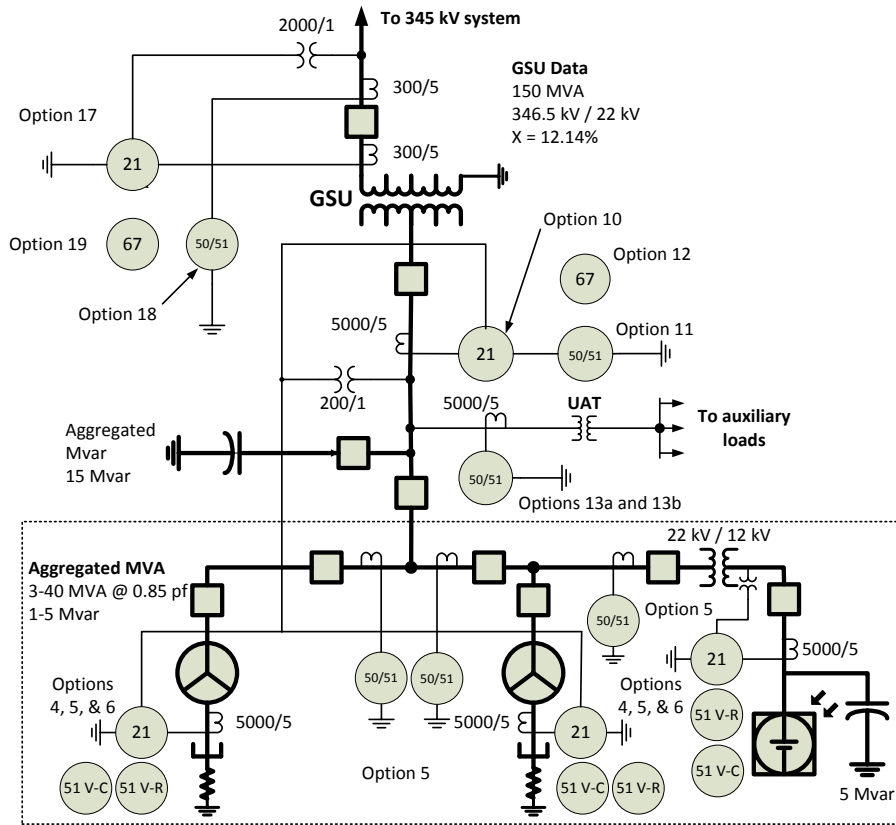 To 345 kV system
2000/1
GSU Data
150 MVA
346.5 kV / 22 kV
X = 12.14%
300/5
Option 17
21
300/5
GSU
Option 10
Option 19
67
50/51
Option 12
67
Option 18
5000/5
Option 11
21
50/51
200/1
5000/5
UAT
To auxiliary
loads
Aggregated
Mvar
15 Mvar
50/51
Options 13a and 13b
22 kV / 12 kV
Aggregated MVA
3-40 MVA @ 0.85 pf
1-5 Mvar
Option 5
50/51
5000/5
21
50/51
50/51
Options
4, 5, & 6
Options
4, 5, & 6
51 V-R
21
5000/5
5000/5
21
51 V-C
Option 5
51 V-C
51 V-R
51 V-C
51 V-R
5 Mvar